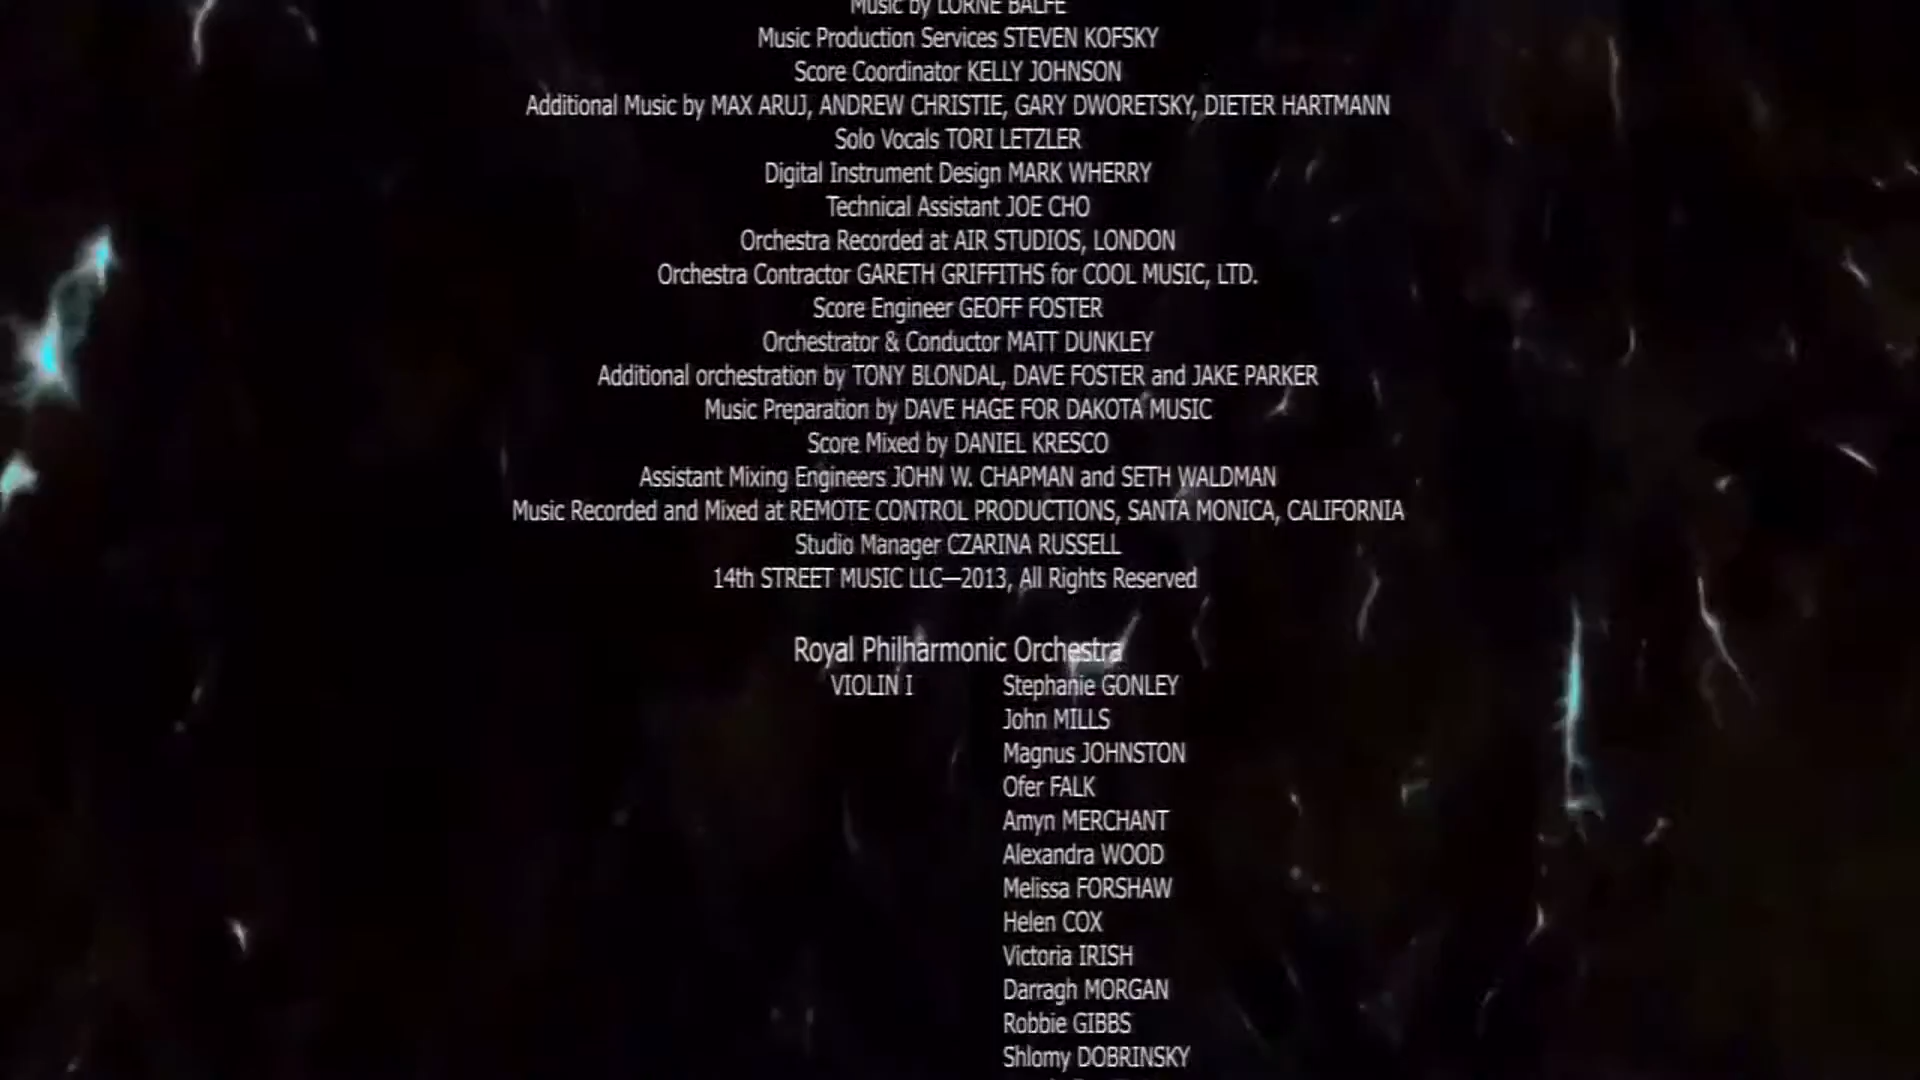 Music by LORNE BALFE
Music Production Services STEVEN KOFSKY
Score Coordinator KELLY JOHNSON
Additional Music by MAX ARUJ, ANDREW CHRISTIE, GARY DWORETSKY, DIETER HARTMANN
Solo Vocals TORI LETZLER
Digital Instrument Design MARK WHERRY
Technical Assistant JOE CHO
Orchestra Recorded at AIR STUDIOS, LONDON
Orchestra Contractor GARETH GRIFFITHS for COOL MUSIC, LTD.
Score Engineer GEOFF FOSTER
Orchestrator & Conductor MATT DUNKLEY
Additional orchestration by TONY BLONDAL, DAVE FOSTER and JAKE PARKER
Music Preparation by DAVE HAGE FOR DAKOTA MUSIC
Score Mixed by DANIEL KRESCO
Assistant Mixing Engineers JOHN W. CHAPMAN and SETH WALDMAN
Music Recorded and Mixed at REMOTE CONTROL PRODUCTIONS, SANTA MONICA, CALIFORNIA
Studio Manager CZARINA RUSSELL
14th STREET MUSIC LLC—2013, All Rights Reserved
Royal Philharmonic Orchestra
VIOLIN I Stephanie GONLEY
John MILLS
Magnus JOHNSTON
Ofer FALK
Amyn MERCHANT
Alexandra WOOD
Melissa FORSHAW
Helen COX
Victoria IRISH
Darragh MORGAN
Robbie GIBBS
Shlomy DOBRINSKY